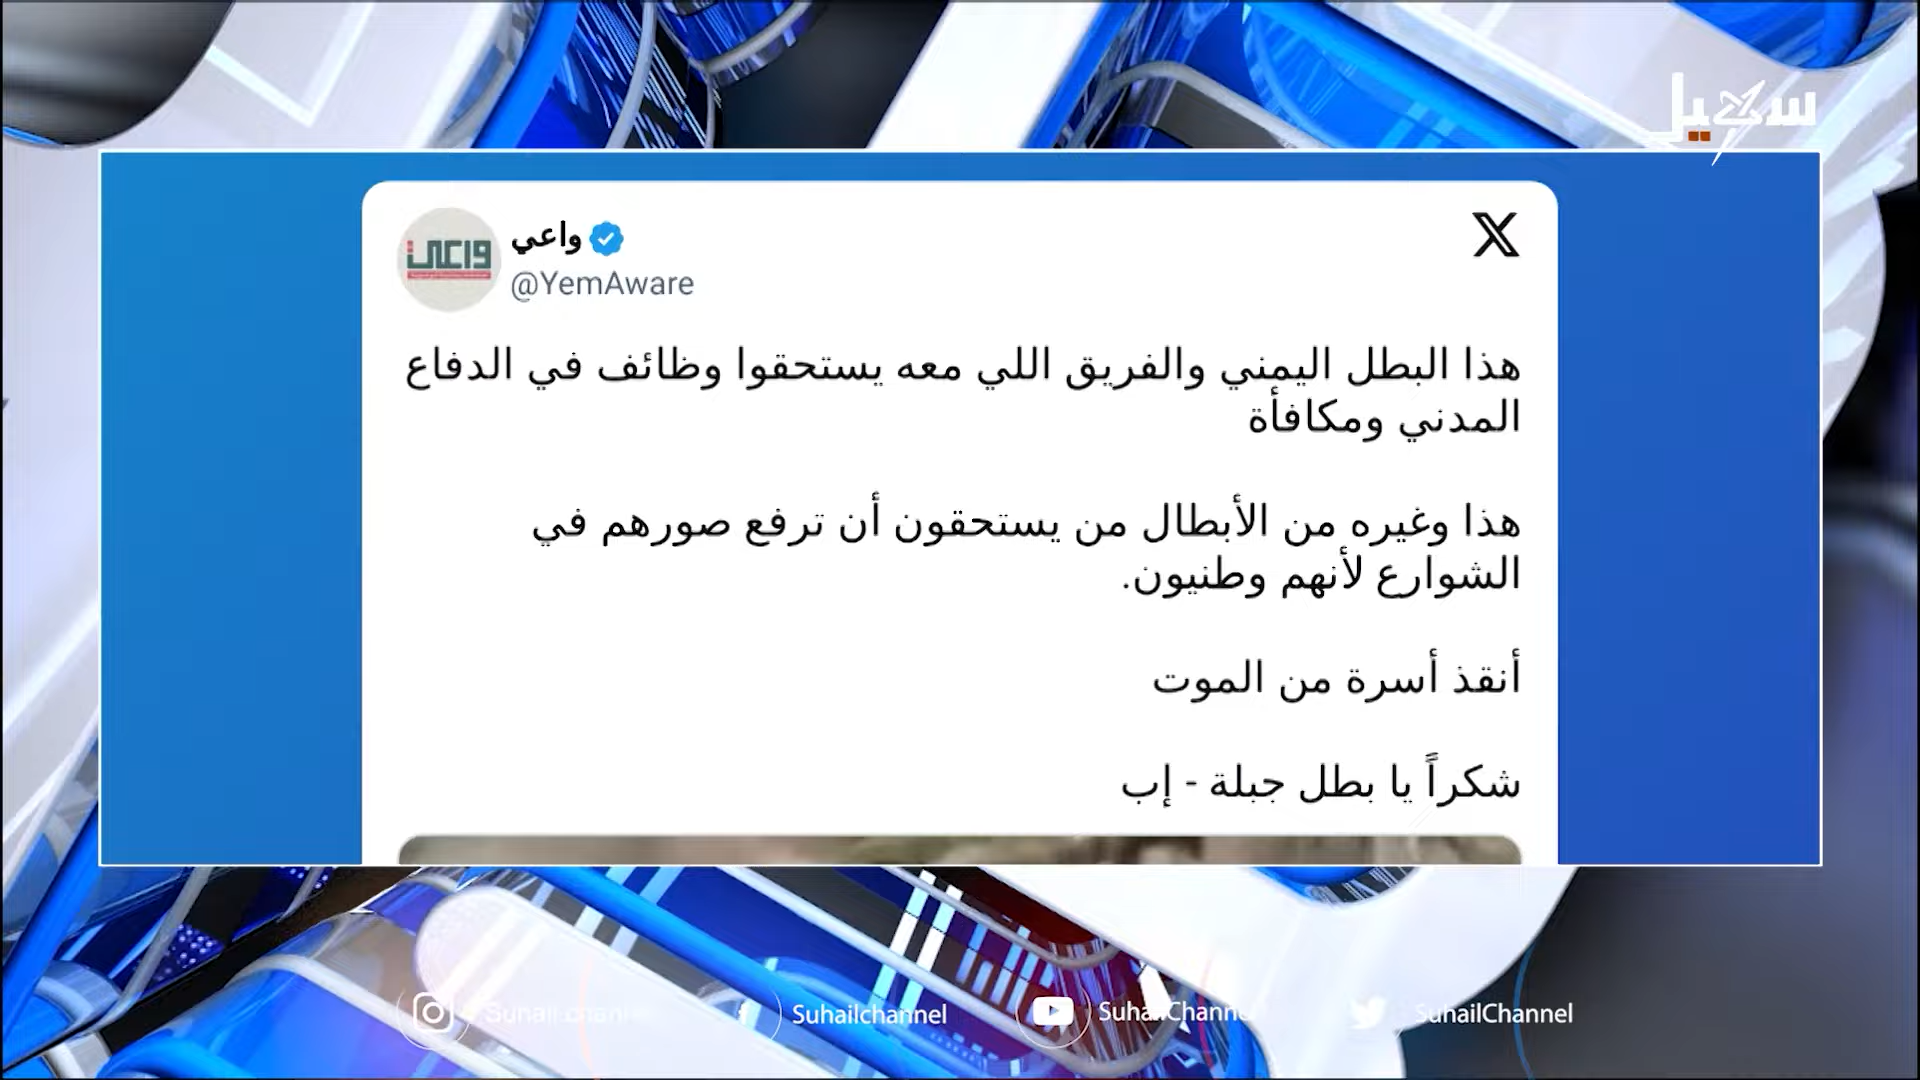 سهيل
واعي
@YemAware
واعي
هذا البطل اليمني والفريق اللي معه يستحقوا وظائف في الدفاع
المدني ومكافأة
هذا وغيره من الأبطال من يستحقون أن ترفع صورهم في
الشوارع لأنهم وطنيون.
أنقذ أسرة من الموت
شكراً يا بطل جبلة - إب
Suhailchannel
SuhailChannel